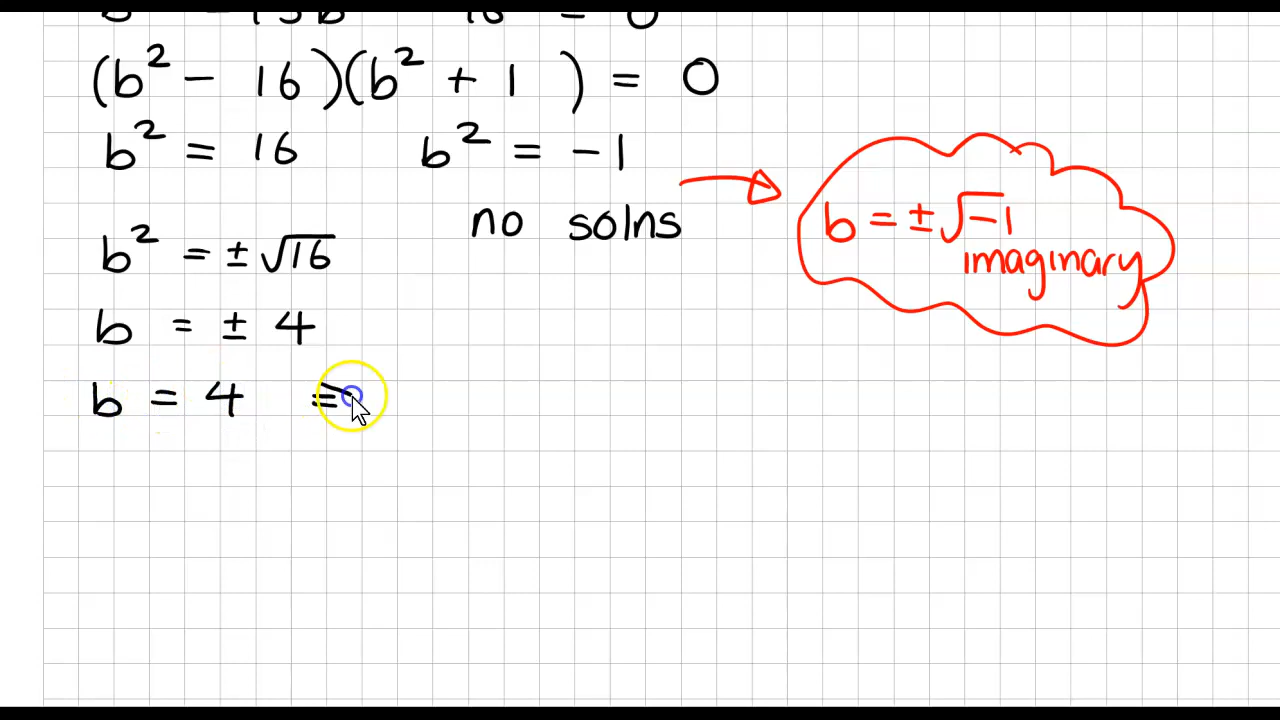 (b² - 16)(b² + 1) = 0
b² = 16 b² = -1
no solns
b = ±√-1
imaginary
b² = ±√16
b = ± 4
b = 4 =